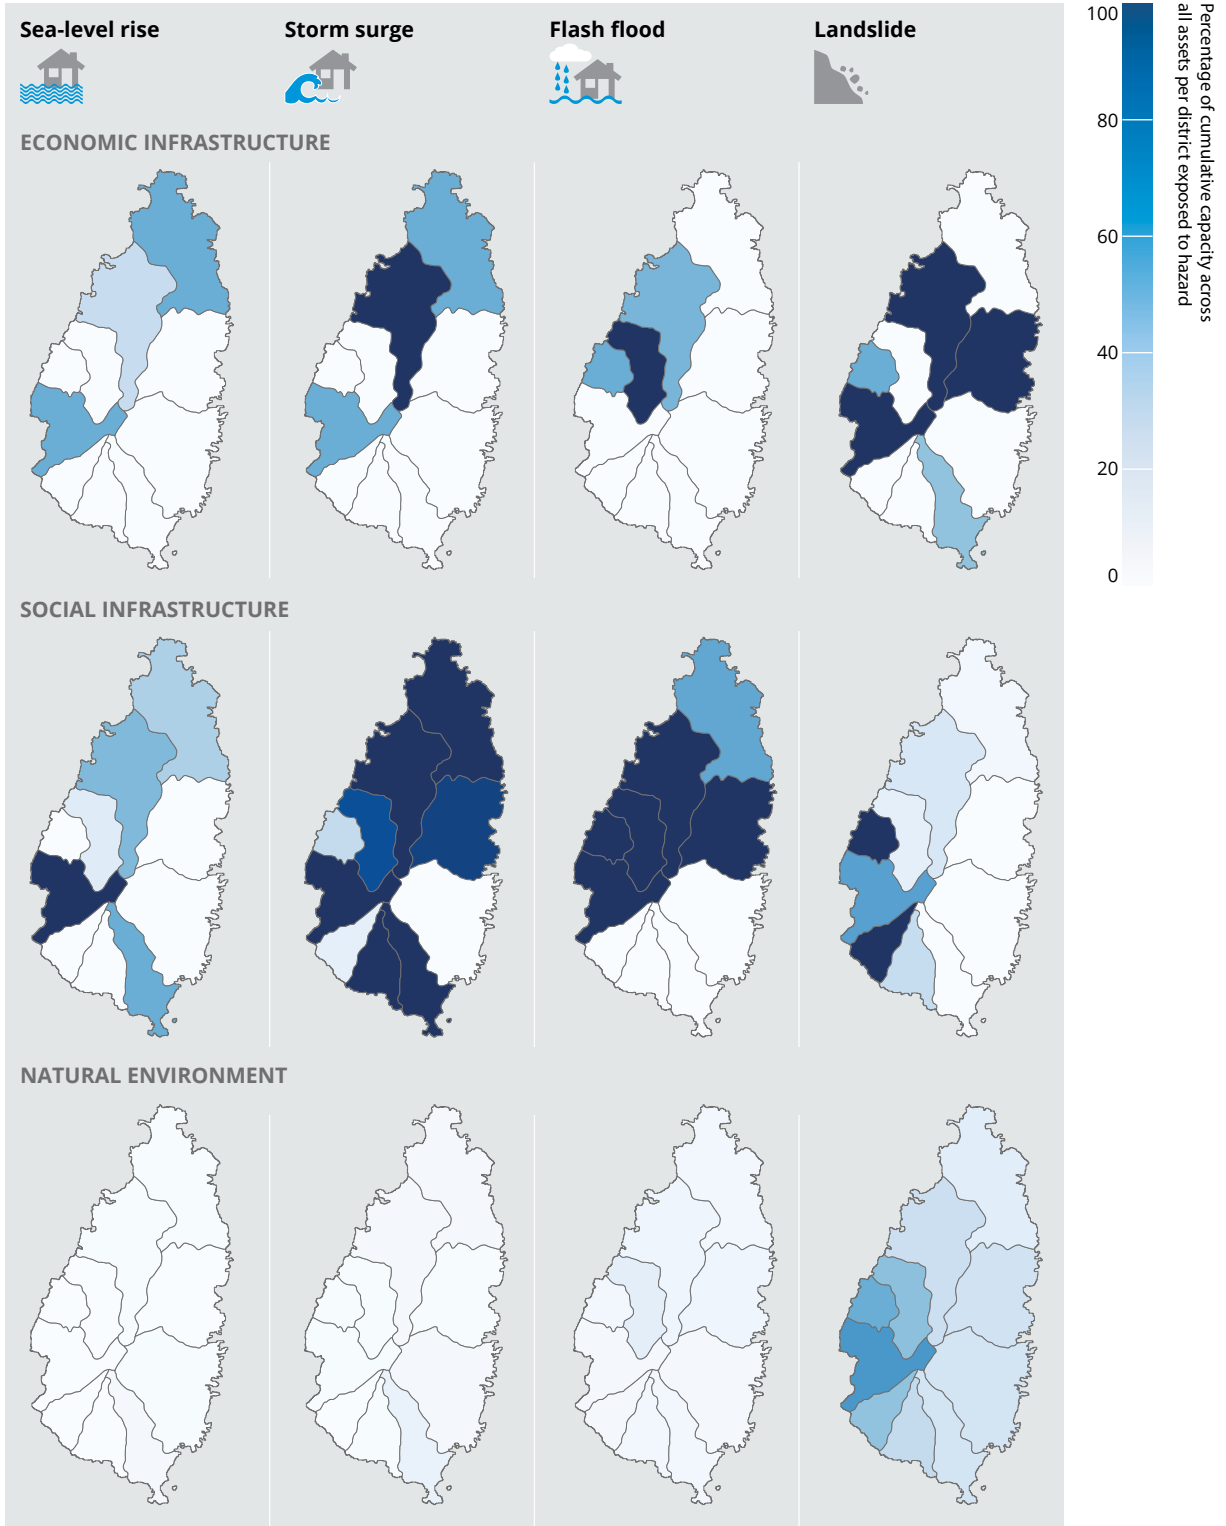 Sea-level rise
Storm surge
Flash flood
Landslide
ECONOMIC INFRASTRUCTURE
SOCIAL INFRASTRUCTURE
NATURAL ENVIRONMENT
100
80
60
40
20
0
Percentage of cumulative capacity across
all assets per district exposed to hazard